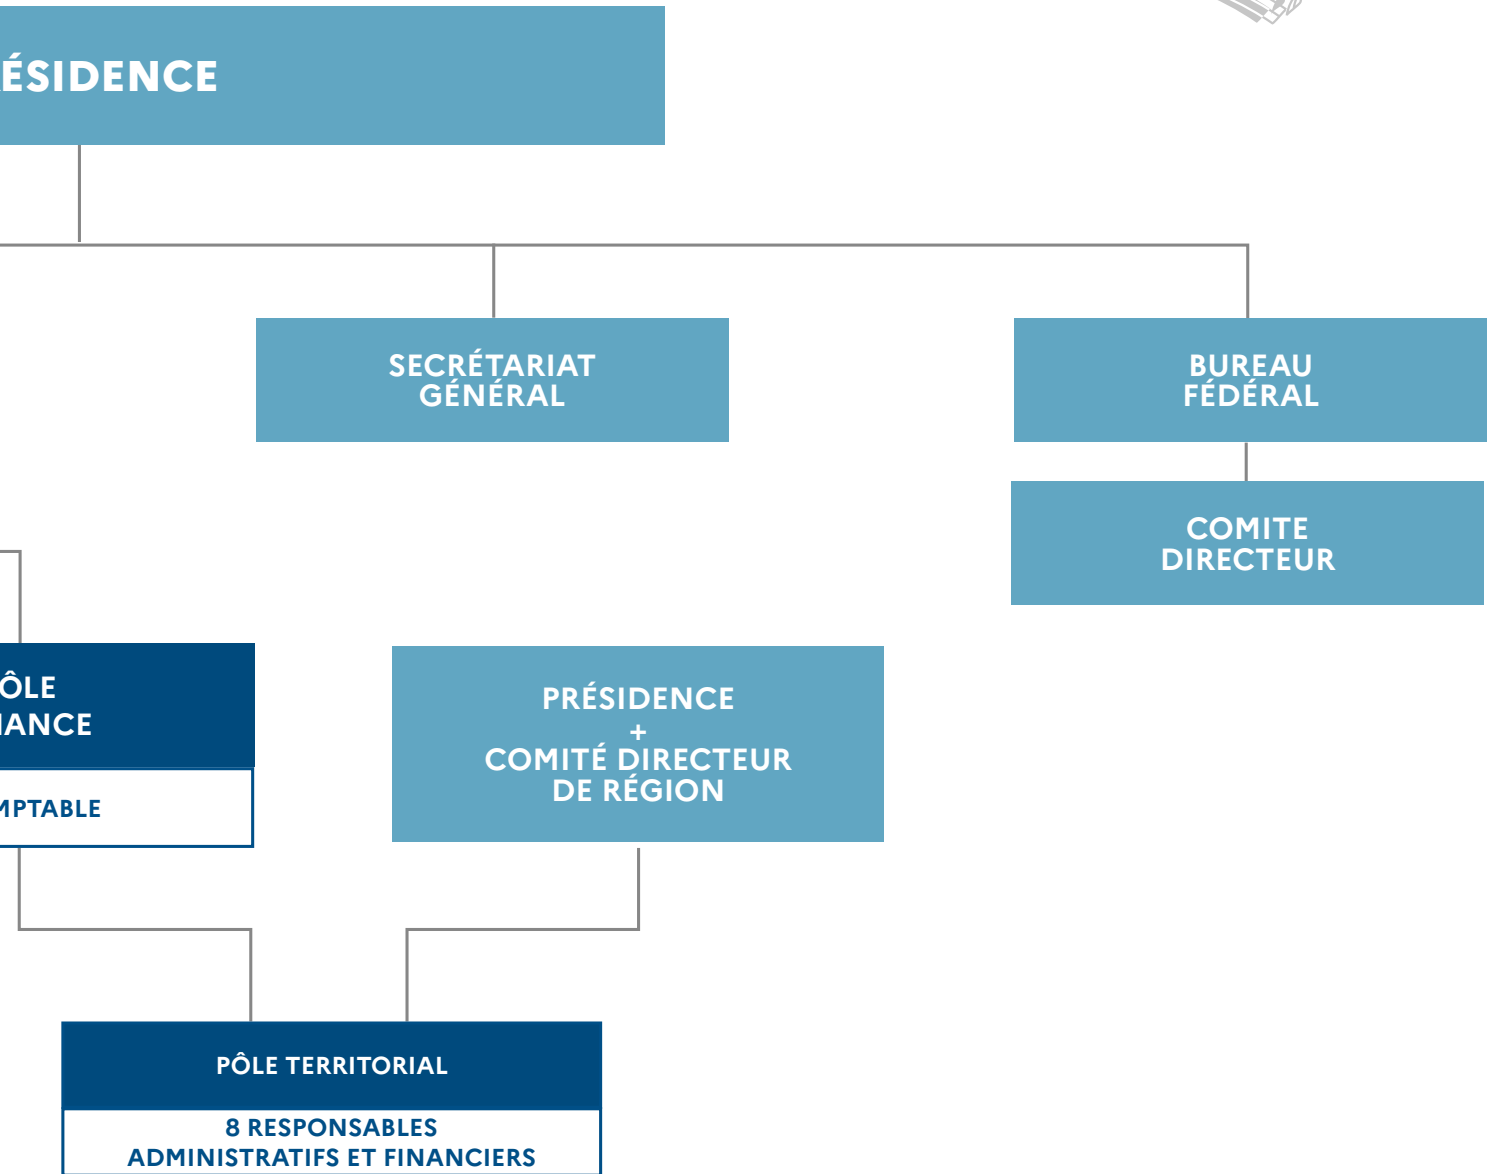 ÉSIDENCE
SECRÉTARIAT
GÉNÉRAL
BUREAU
FÉDÉRAL
COMITE
DIRECTEUR
ÔLE
ANCE
MPTABLE
PRÉSIDENCE
+
COMITÉ DIRECTEUR
DE RÉGION
PÔLE TERRITORIAL
8 RESPONSABLES
ADMINISTRATIFS ET FINANCIERS